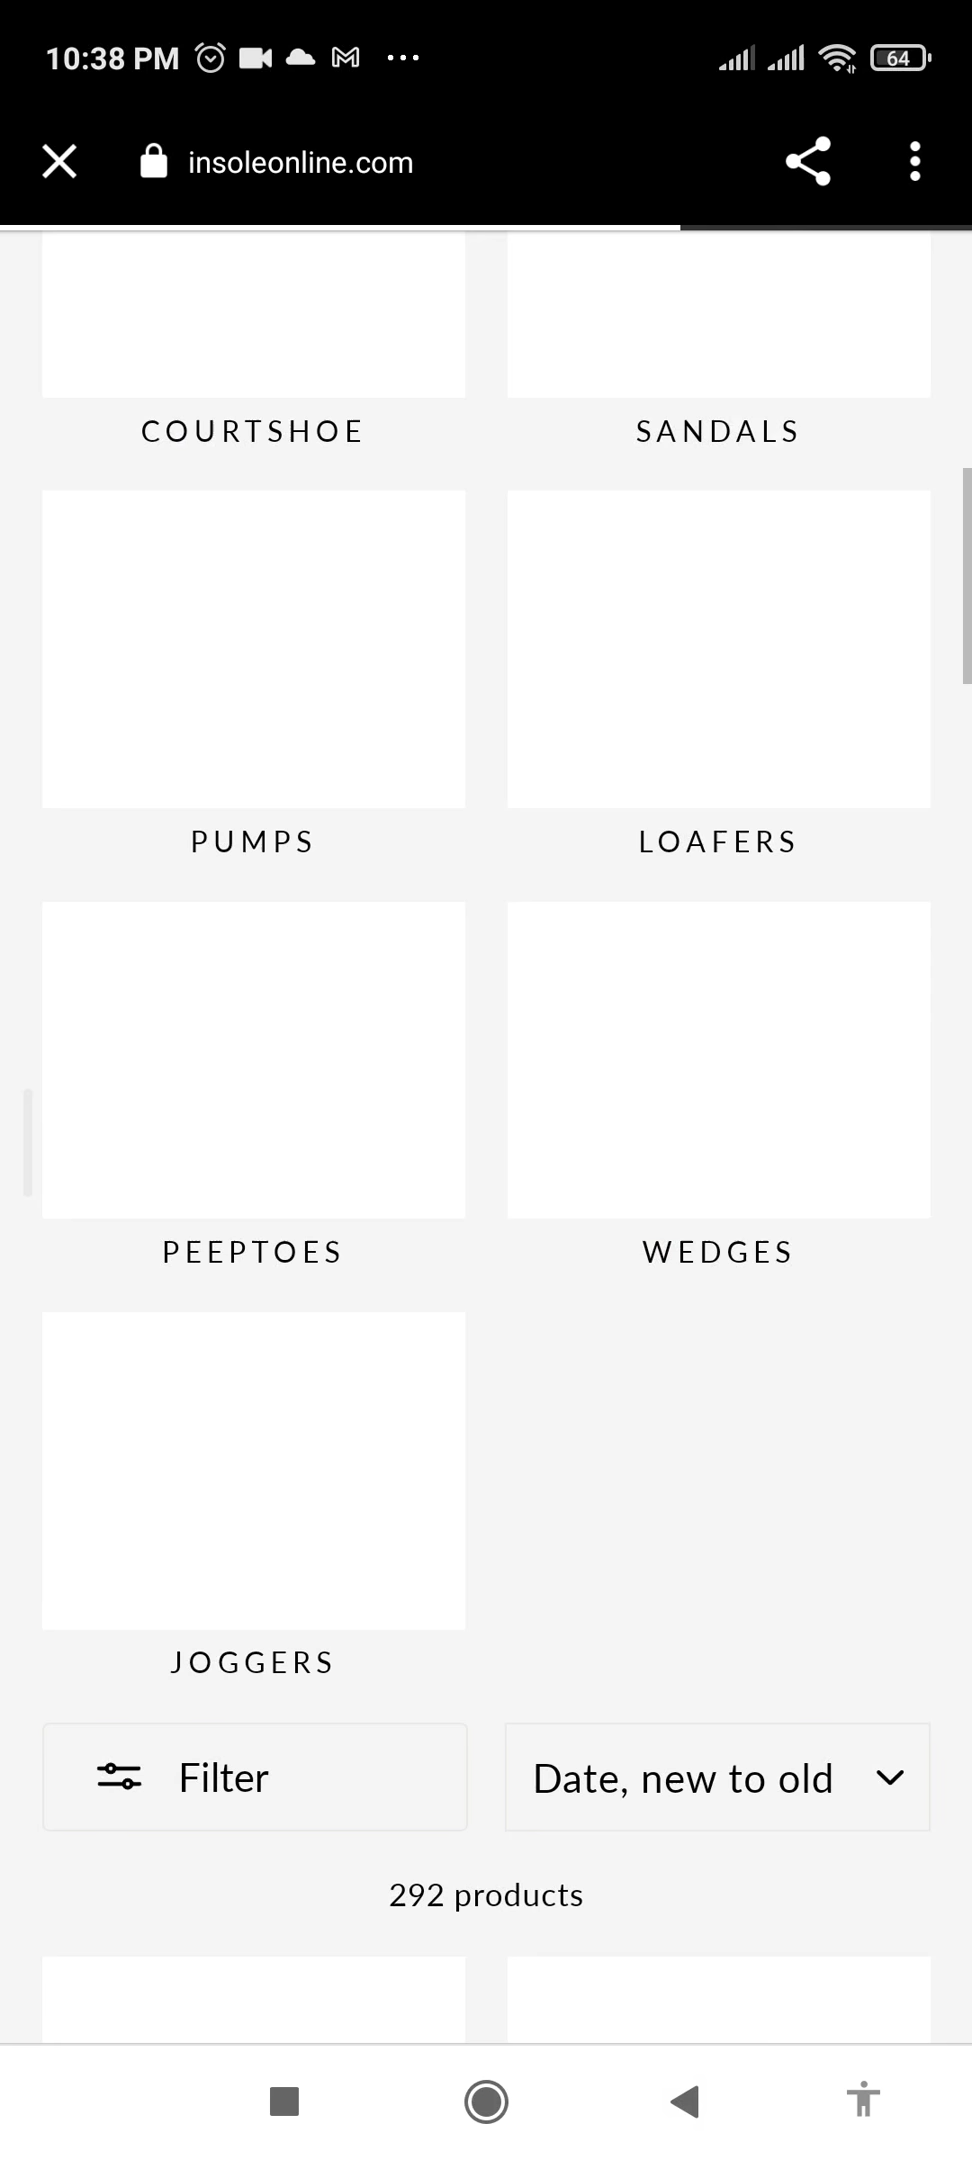 10:38 PM
64
insoleonline.com
COURTSHOE
SANDALS
PUMPS
LOAFERS
PEEPTOES
WEDGES
JOGGERS
Filter
Date, new to old
292 products